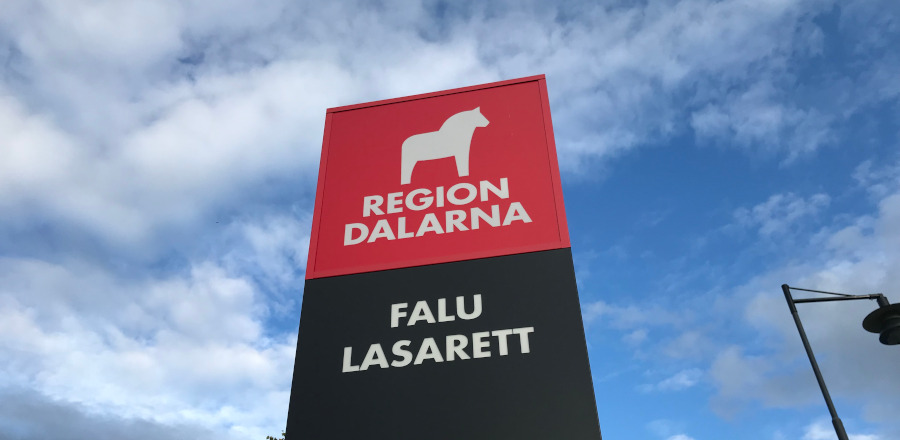 REGION
DALARNA
FALU
LASARETT